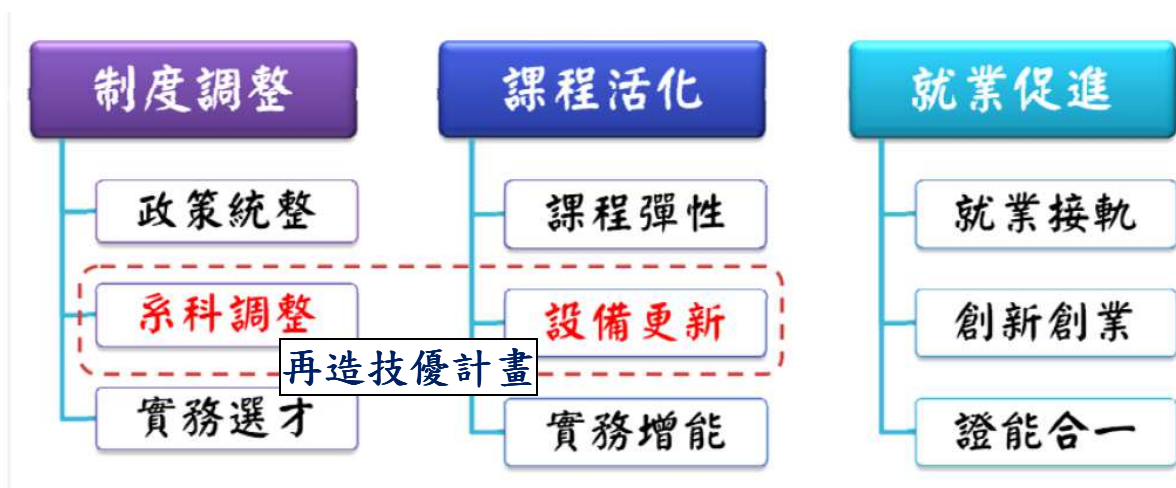 制度調整
政策統整
系科調整
實務選才
課程活化
課程彈性
設備更新
實務增能
就業促進
就業接軌
創新創業
證能合一
再造技優計畫